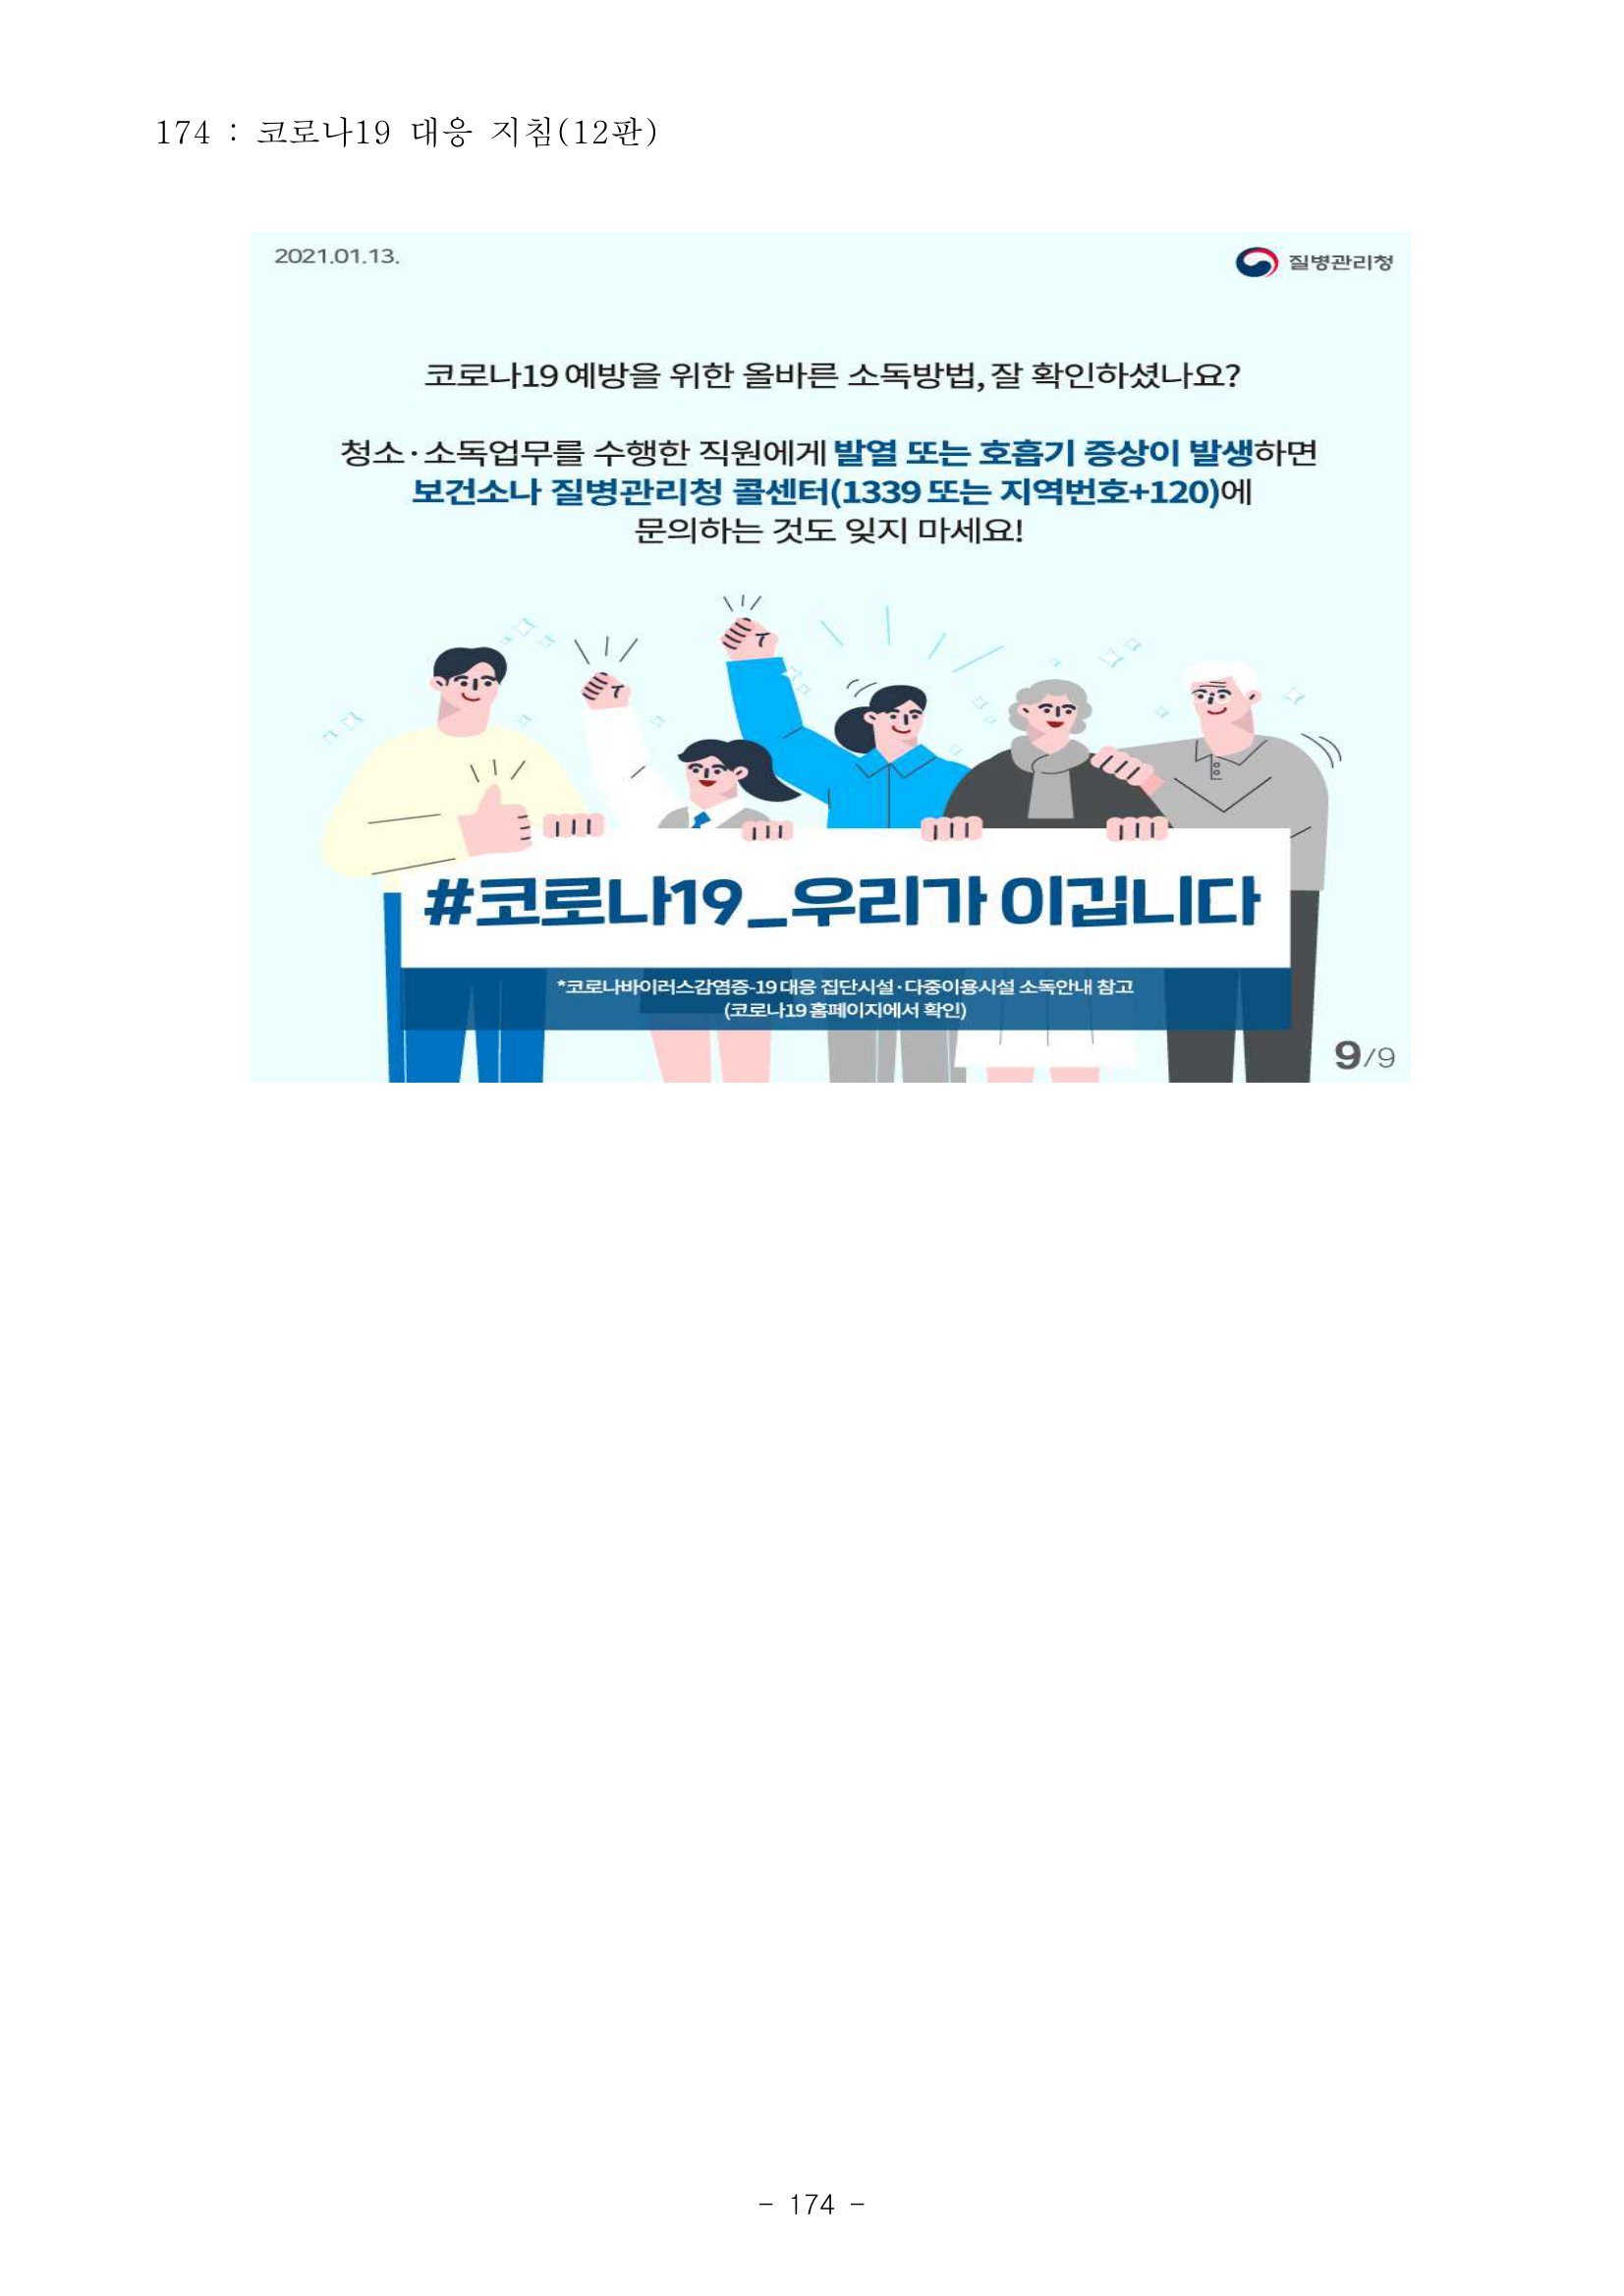 174 : 코로나19 대응 지침(12판)
2021.01.13.
질병관리청
코로나19 예방을 위한 올바른 소독방법, 잘 확인하셨나요?
청소·소독업무를 수행한 직원에게 발열 또는 호흡기 증상이 발생하면
보건소나 질병관리청 콜센터(1339 또는 지역번호+120)에
문의하는 것도 잊지 마세요!
#코로나19_우리가 이깁니다
*코로나바이러스감염증-19 대응 집단시설·다중이용시설 소독안내 참고
(코로나19 홈페이지에서 확인)
9/9
- 174 -